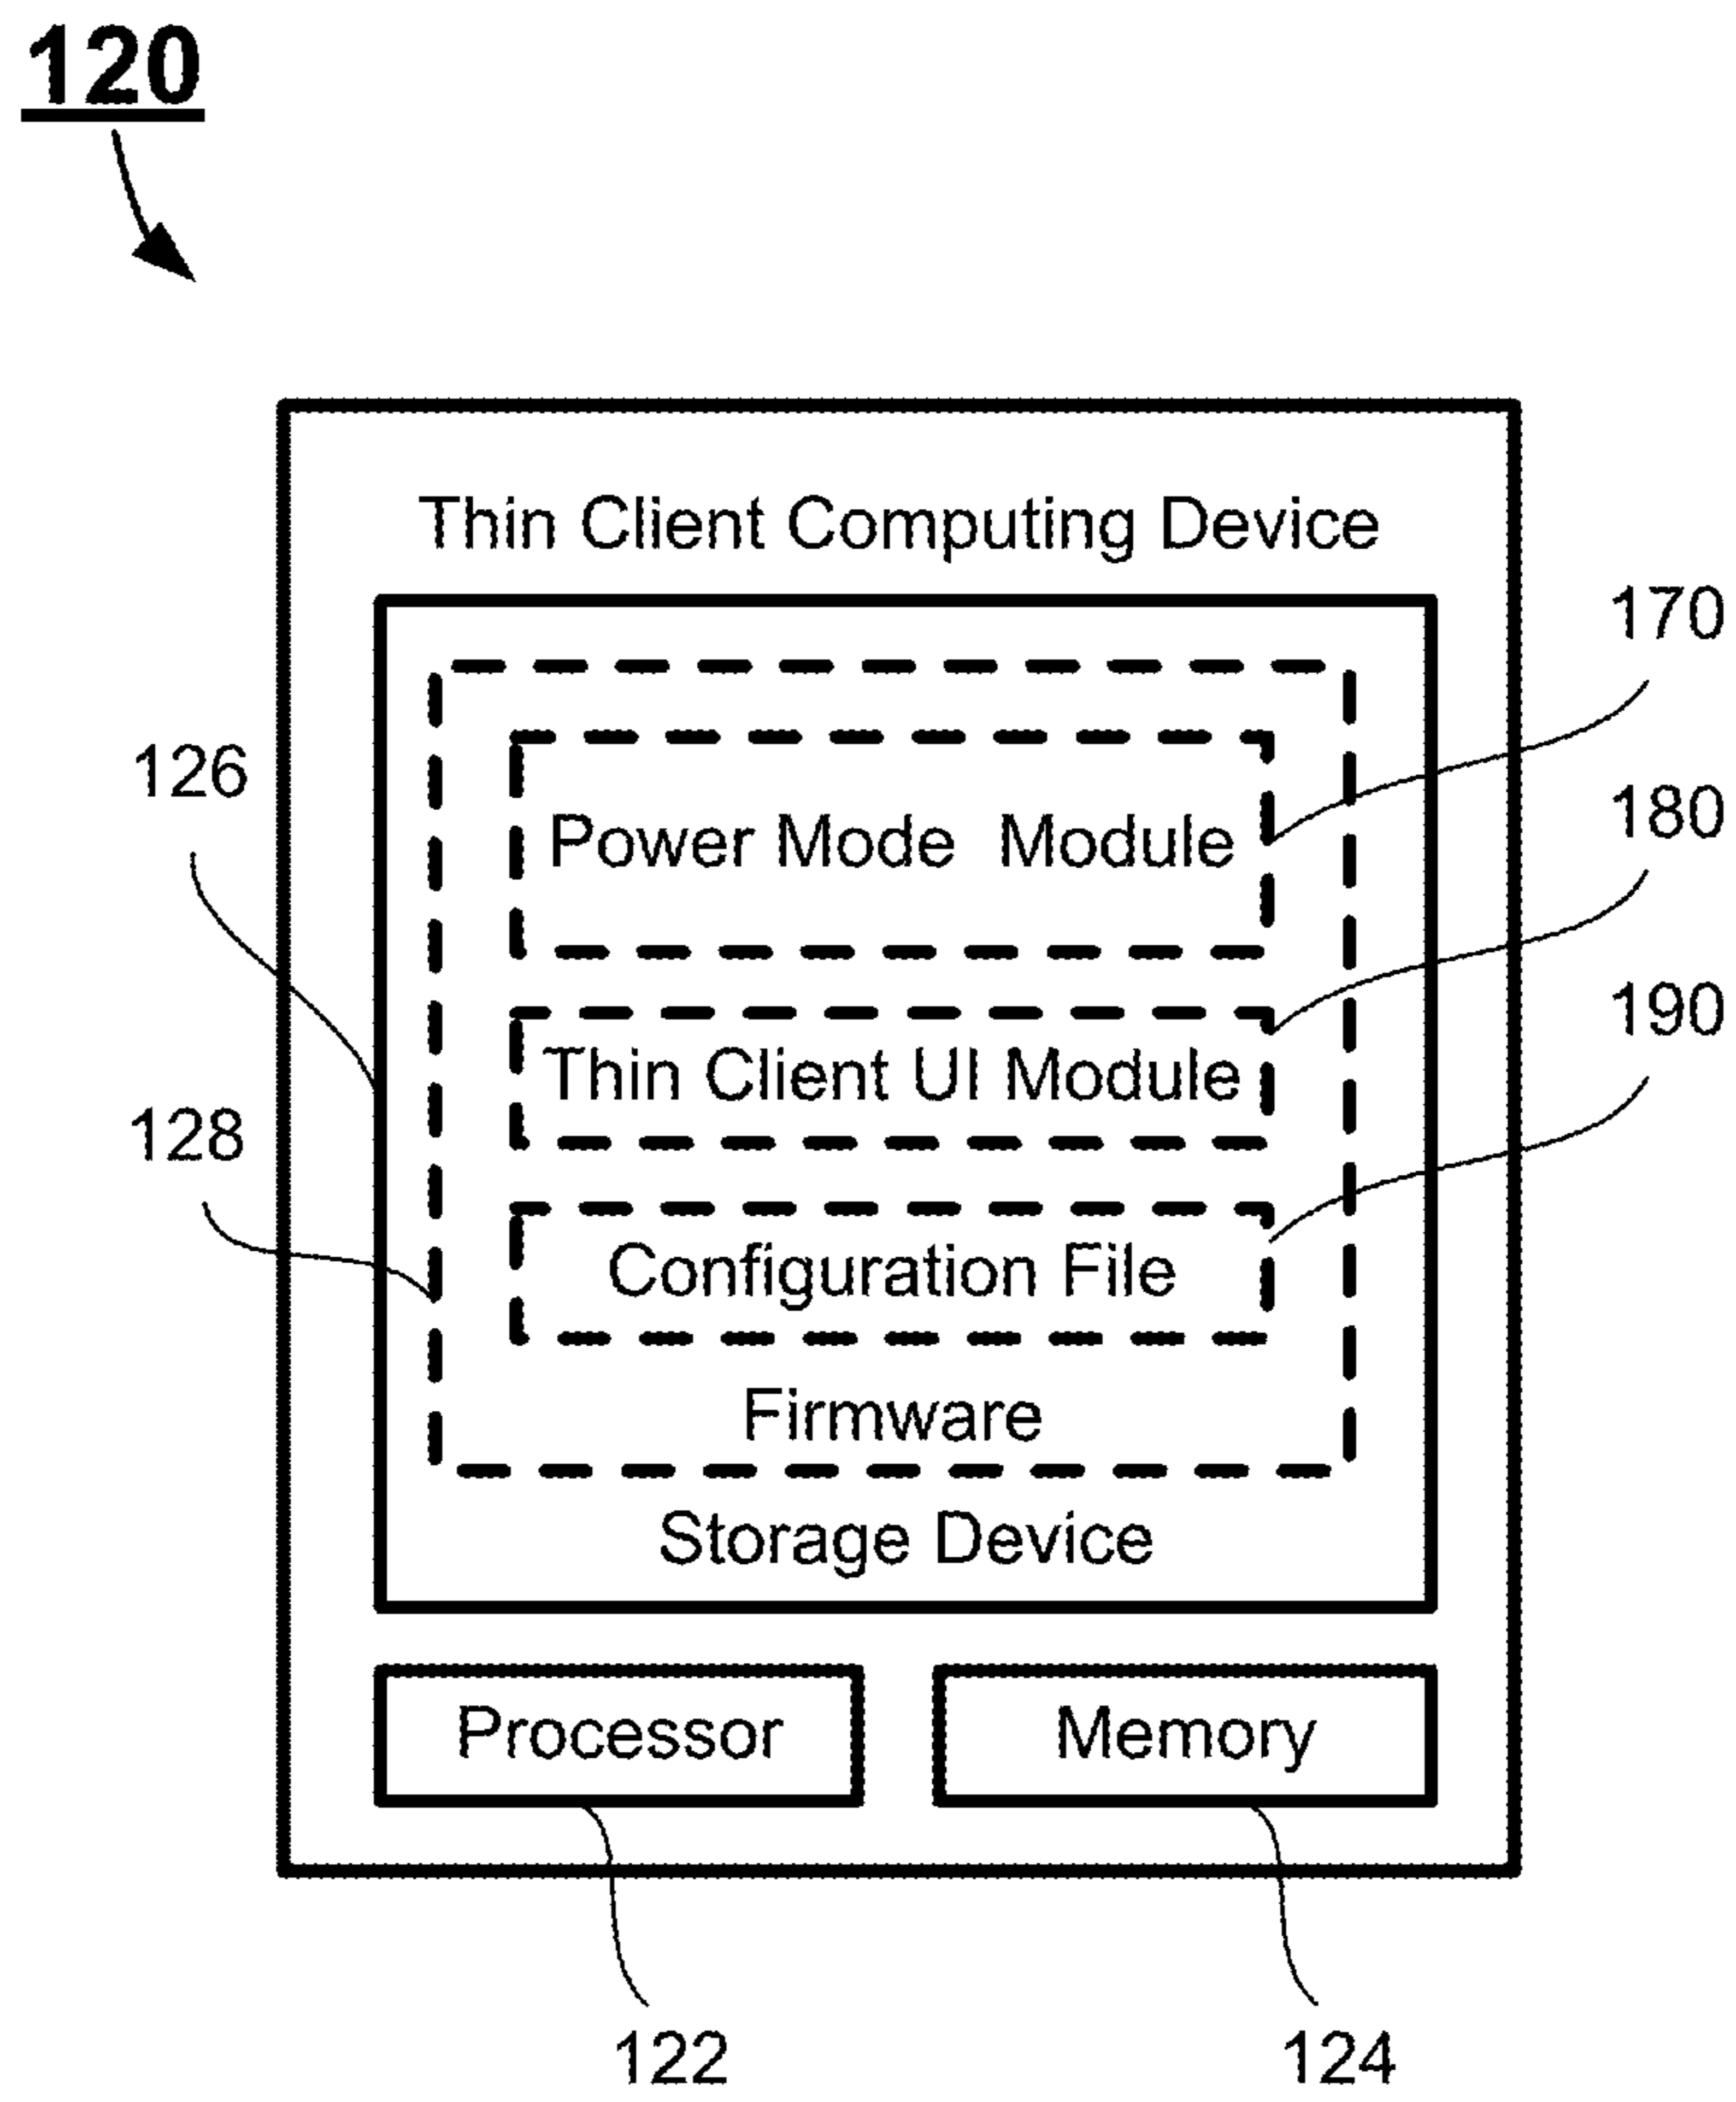 120
Thin Client Computing Device
170
126
180
Power Mode Module
190
Thin Client UI Module
128
Configuration File
Firmware
Storage Device
Processor
Memory
122
124